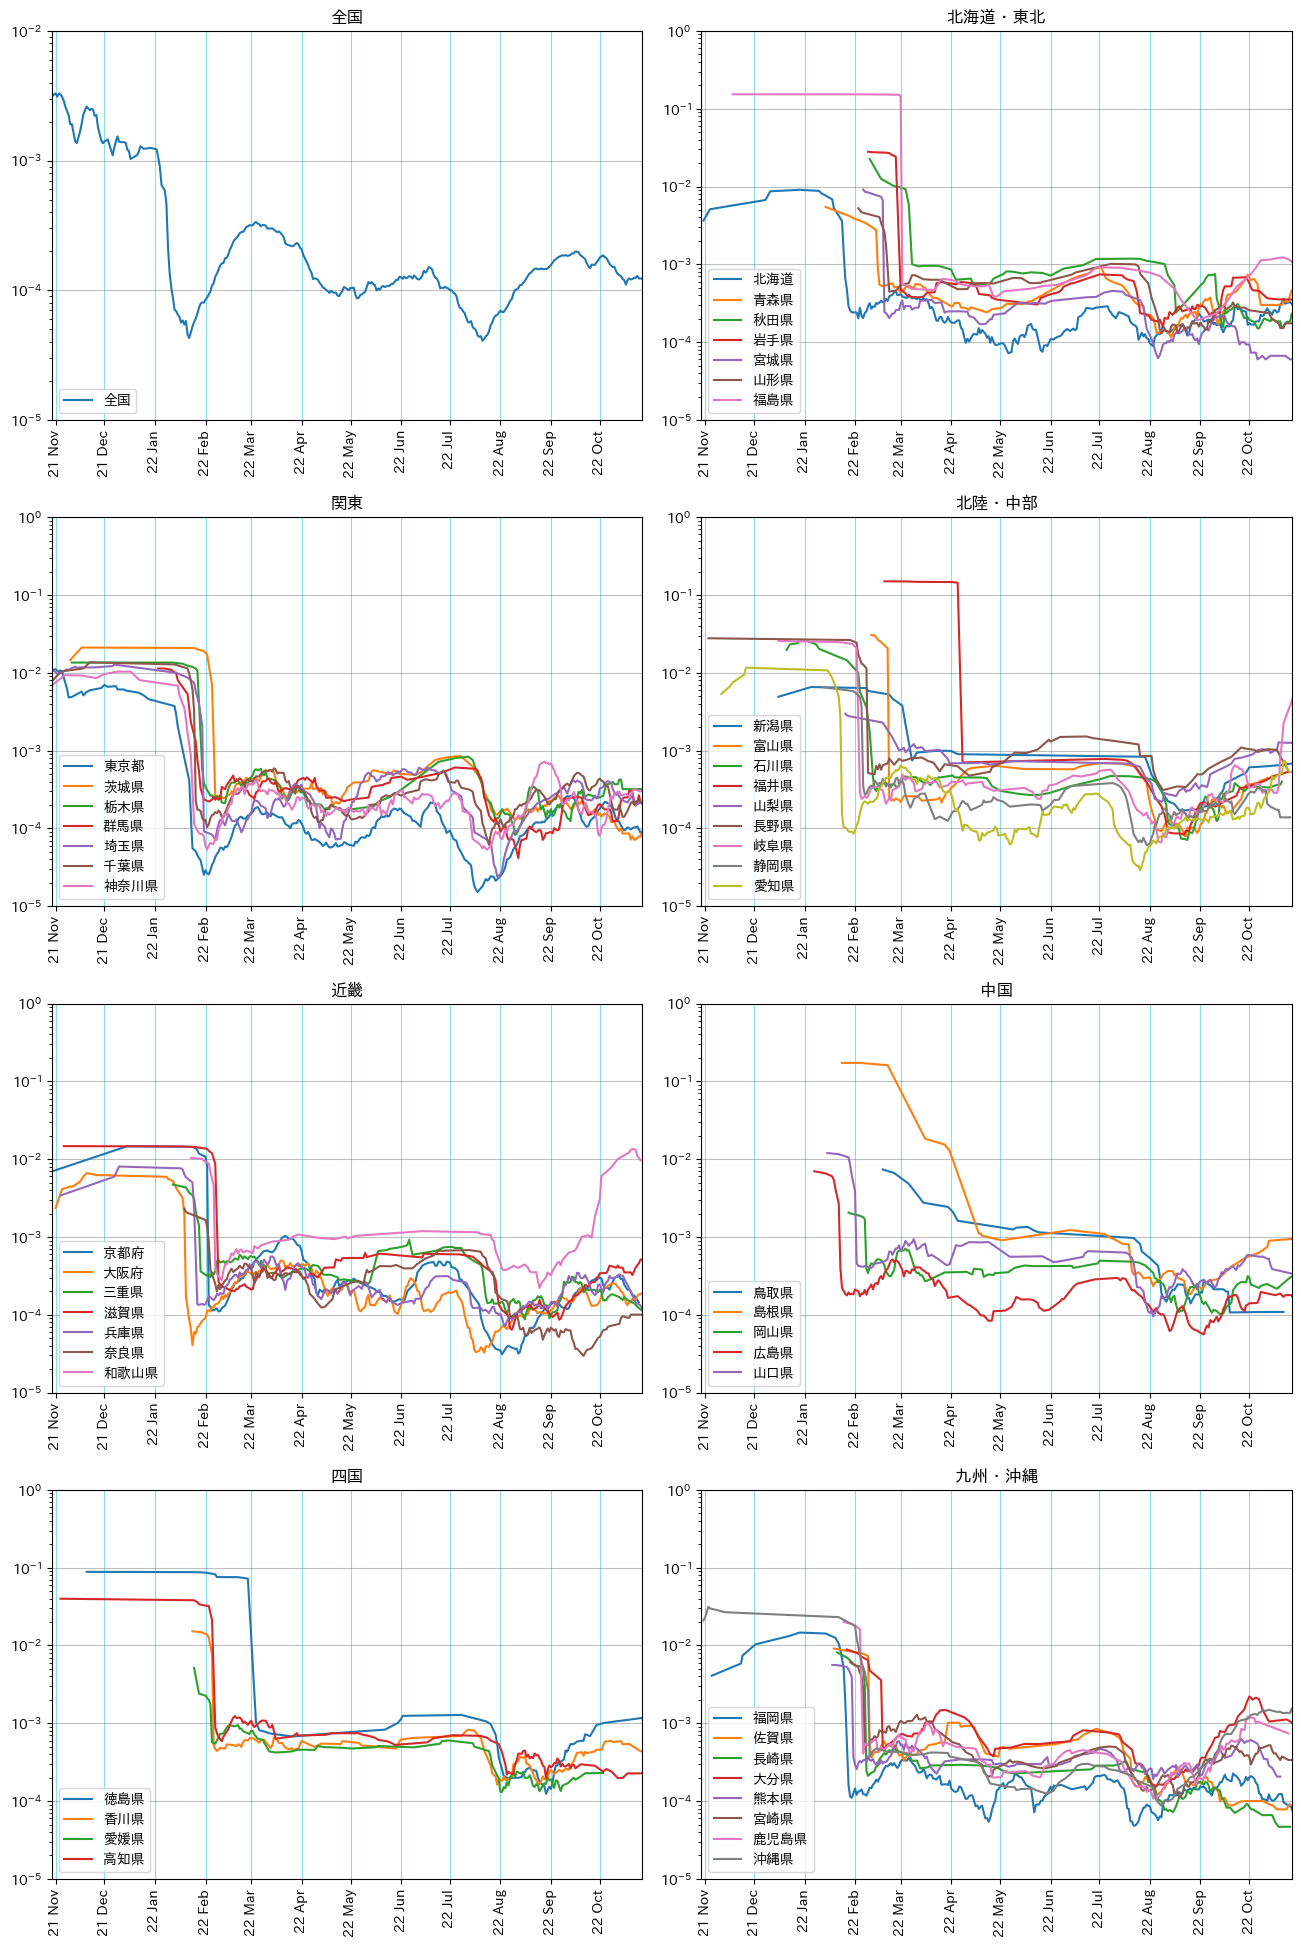 全国
10⁻²
10⁻³
10⁻⁴
10⁻⁵
全国
21 Nov
21 Dec
22 Jan
22 Feb
22 Mar
22 Apr
22 May
22 Jun
22 Jul
22 Aug
22 Sep
22 Oct
北海道・東北
10⁰
10⁻¹
10⁻²
10⁻³
10⁻⁴
10⁻⁵
北海道
青森県
秋田県
岩手県
宮城県
山形県
福島県
21 Nov
21 Dec
22 Jan
22 Feb
22 Mar
22 Apr
22 May
22 Jun
22 Jul
22 Aug
22 Sep
22 Oct
関東
10⁰
10⁻¹
10⁻²
10⁻³
10⁻⁴
10⁻⁵
東京都
茨城県
栃木県
群馬県
埼玉県
千葉県
神奈川県
21 Nov
21 Dec
22 Jan
22 Feb
22 Mar
22 Apr
22 May
22 Jun
22 Jul
22 Aug
22 Sep
22 Oct
北陸・中部
10⁰
10⁻¹
10⁻²
10⁻³
10⁻⁴
10⁻⁵
新潟県
富山県
石川県
福井県
山梨県
長野県
岐阜県
静岡県
愛知県
21 Nov
21 Dec
22 Jan
22 Feb
22 Mar
22 Apr
22 May
22 Jun
22 Jul
22 Aug
22 Sep
22 Oct
近畿
10⁰
10⁻¹
10⁻²
10⁻³
10⁻⁴
10⁻⁵
京都府
大阪府
三重県
滋賀県
兵庫県
奈良県
和歌山県
21 Nov
21 Dec
22 Jan
22 Feb
22 Mar
22 Apr
22 May
22 Jun
22 Jul
22 Aug
22 Sep
22 Oct
中国
10⁰
10⁻¹
10⁻²
10⁻³
10⁻⁴
10⁻⁵
鳥取県
島根県
岡山県
広島県
山口県
21 Nov
21 Dec
22 Jan
22 Feb
22 Mar
22 Apr
22 May
22 Jun
22 Jul
22 Aug
22 Sep
22 Oct
四国
10⁰
10⁻¹
10⁻²
10⁻³
10⁻⁴
10⁻⁵
徳島県
香川県
愛媛県
高知県
21 Nov
21 Dec
22 Jan
22 Feb
22 Mar
22 Apr
22 May
22 Jun
22 Jul
22 Aug
22 Sep
22 Oct
九州・沖縄
10⁰
10⁻¹
10⁻²
10⁻³
10⁻⁴
10⁻⁵
福岡県
佐賀県
長崎県
大分県
熊本県
宮崎県
鹿児島県
沖縄県
21 Nov
21 Dec
22 Jan
22 Feb
22 Mar
22 Apr
22 May
22 Jun
22 Jul
22 Aug
22 Sep
22 Oct